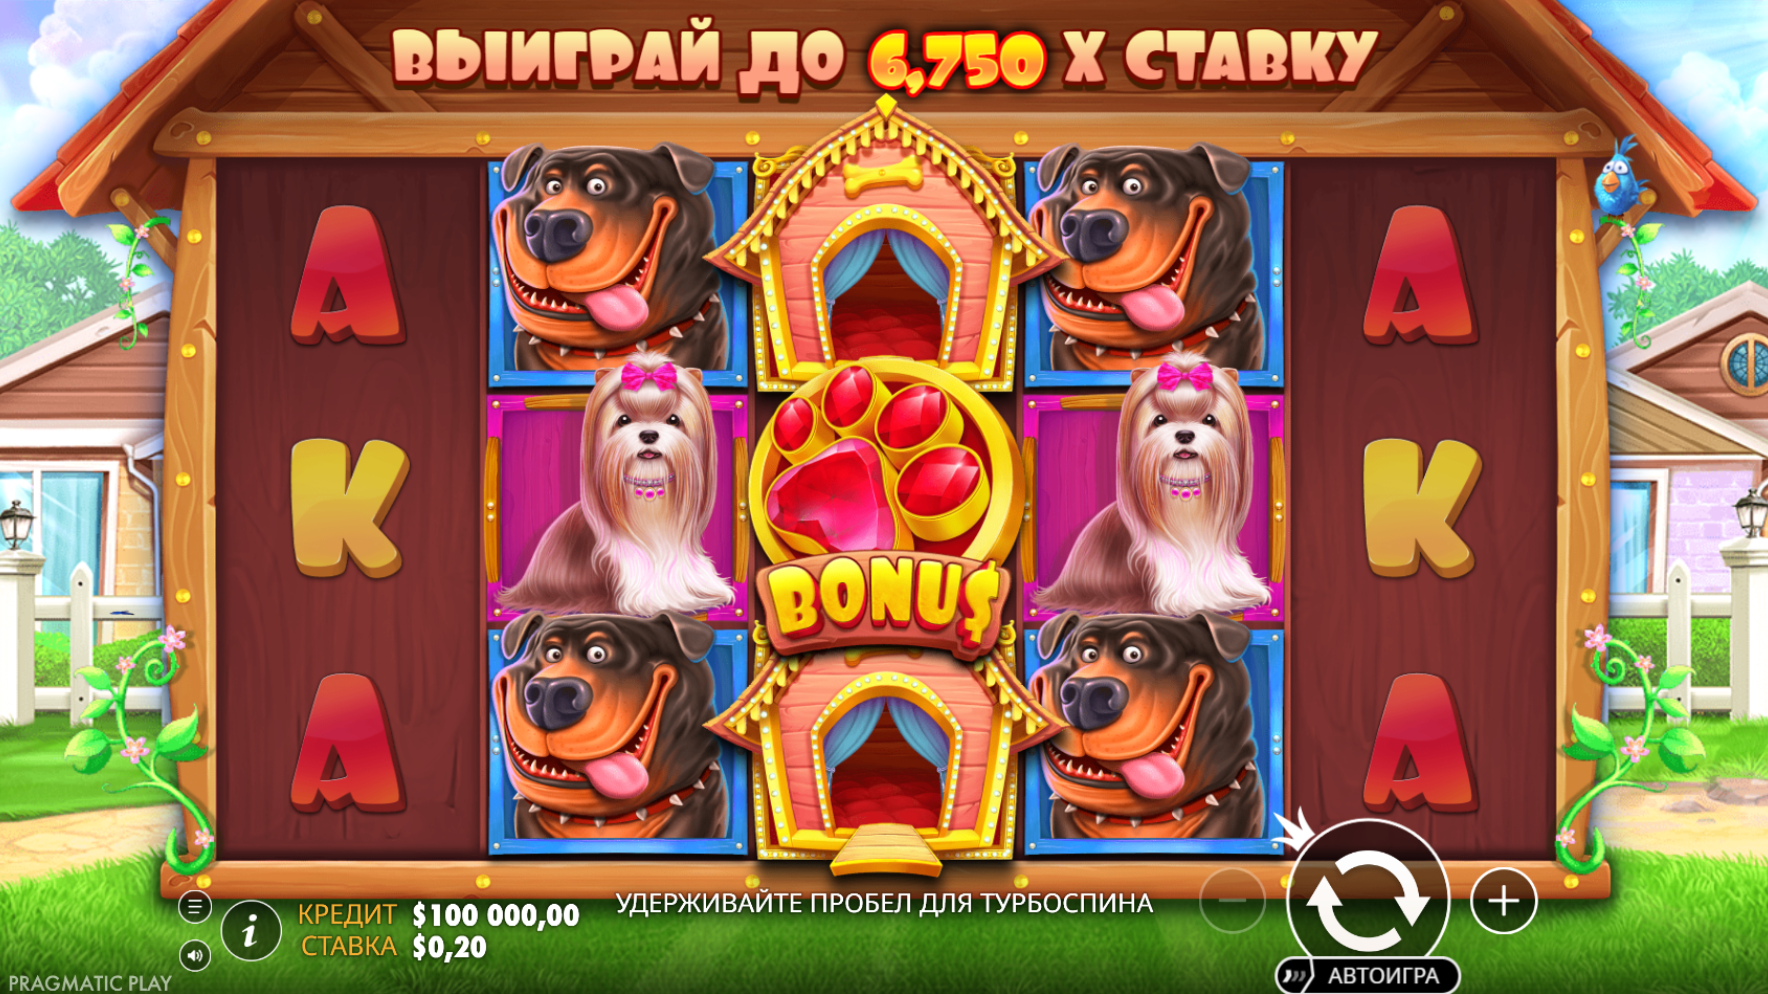 ВЫИГРАЙ ДО 6,750 Х СТАВКУ
A A
K K
BONU$
A A
УДЕРЖИВАЙТЕ ПРОБЕЛ ДЛЯ ТУРБОСПИНА
i КРЕДИТ $100 000,00
СТАВКА $0,20
АВТОИГРА
PRAGMATIC PLAY